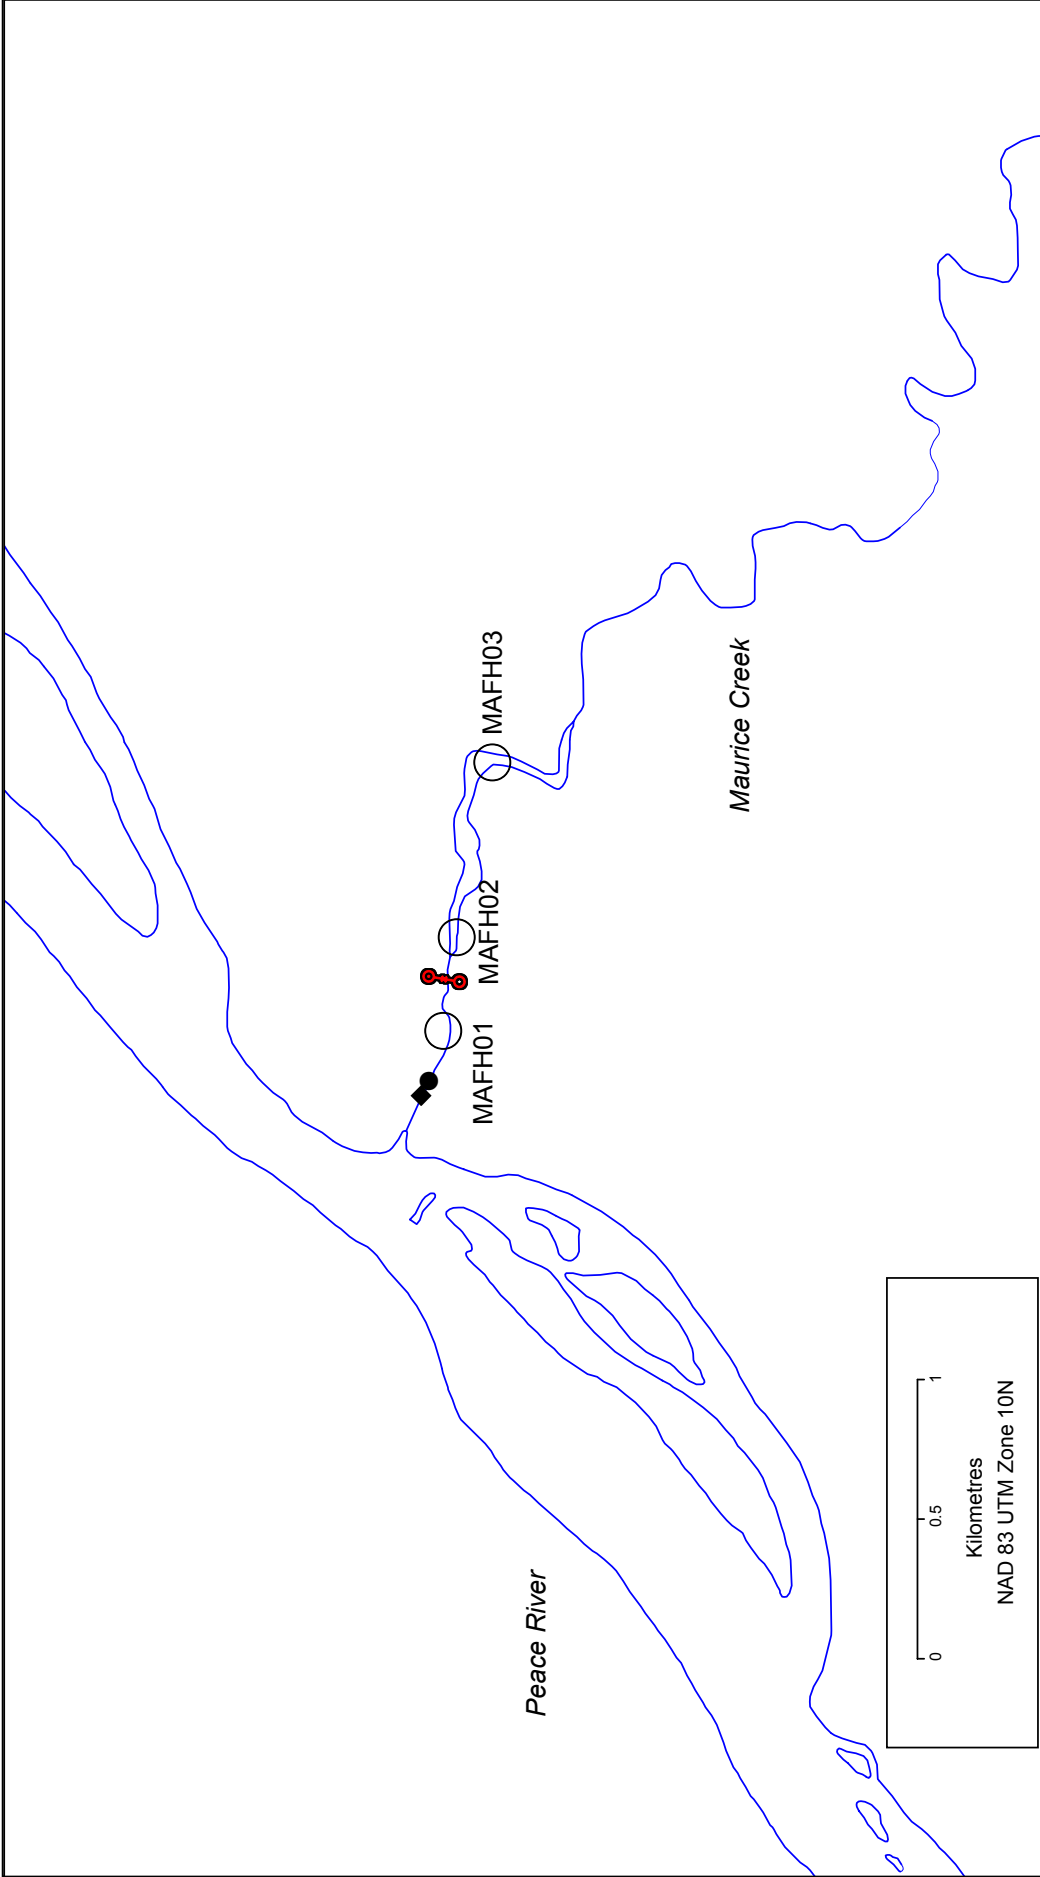 Peace River
Maurice Creek
MAFH01
MAFH02
MAFH03
0 0.5 1
Kilometres
NAD 83 UTM Zone 10N